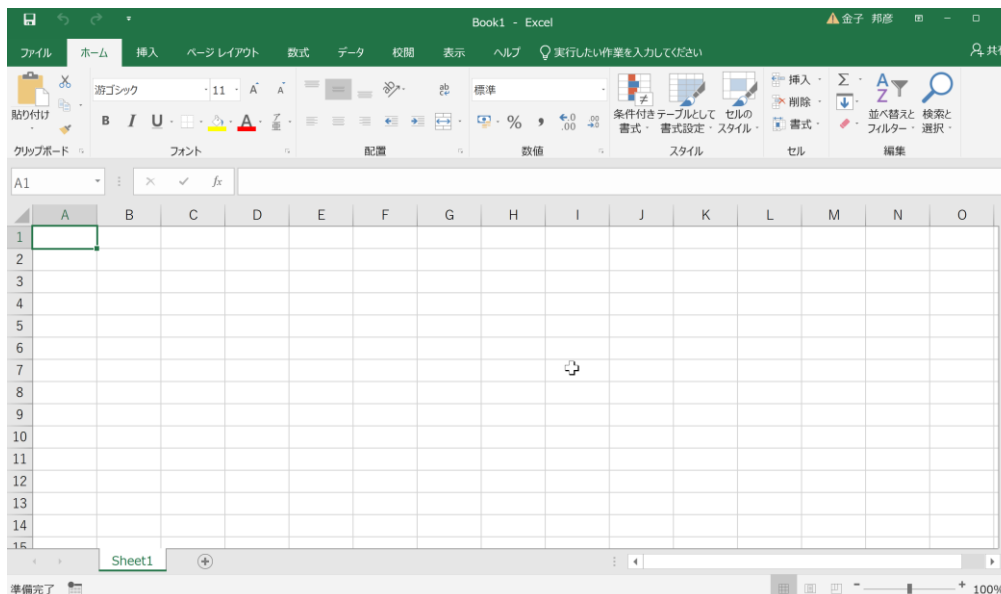 Book1 - Excel
金子 邦彦
ファイル ホーム 挿入 ページ レイアウト 数式 データ 校閲 表示 ヘルプ 実行したい作業を入力してください
貼り付け
游ゴシック 11 A A
B I U A 亜
ab
標準
% , .0 .00 .00 .0
条件付き書式
テーブルとして書式設定
セルのスタイル
挿入
削除
書式
Σ
A Z
並べ替えと
フィルター
検索と
選択
クリップボード フォント 配置 数値 スタイル セル 編集
A1 fx
A B C D E F G H I J K L M N O
1
2
3
4
5
6
7
8
9
10
11
12
13
14
15
Sheet1
準備完了 100%